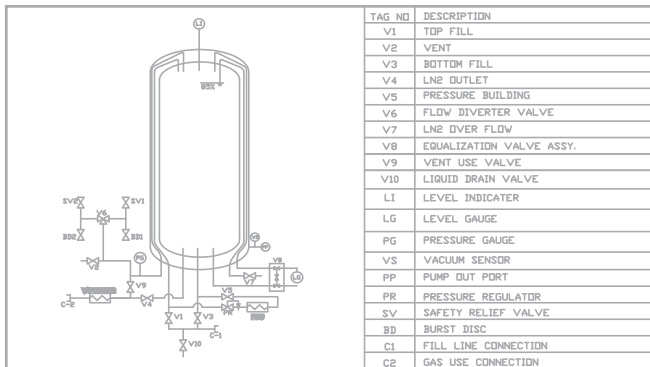 LI
85%
SV2
SV1
V6
BD2
BD1
V2
PG
VS
PP
V8
LG
V7
V9
V5
C-2
V4
PR
V1
V3
C-1
V10
TAG NO DESCRIPTION
V1 TOP FILL
V2 VENT
V3 BOTTOM FILL
V4 LN2 OUTLET
V5 PRESSURE BUILDING
V6 FLOW DIVERTER VALVE
V7 LN2 OVER FLOW
V8 EQUALIZATION VALVE ASSY.
V9 VENT USE VALVE
V10 LIQUID DRAIN VALVE
LI LEVEL INDICATER
LG LEVEL GAUGE
PG PRESSURE GAUGE
VS VACUUM SENSOR
PP PUMP OUT PORT
PR PRESSURE REGULATOR
SV SAFETY RELIEF VALVE
BD BURST DISC
C1 FILL LINE CONNECTION
C2 GAS USE CONNECTION